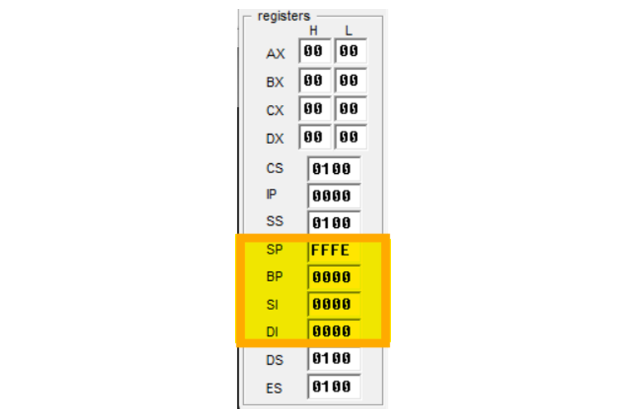 registers
H L
AX 00 00
BX 00 00
CX 00 00
DX 00 00
CS 0100
IP 0000
SS 0100
SP FFFE
BP 0000
SI 0000
DI 0000
DS 0100
ES 0100